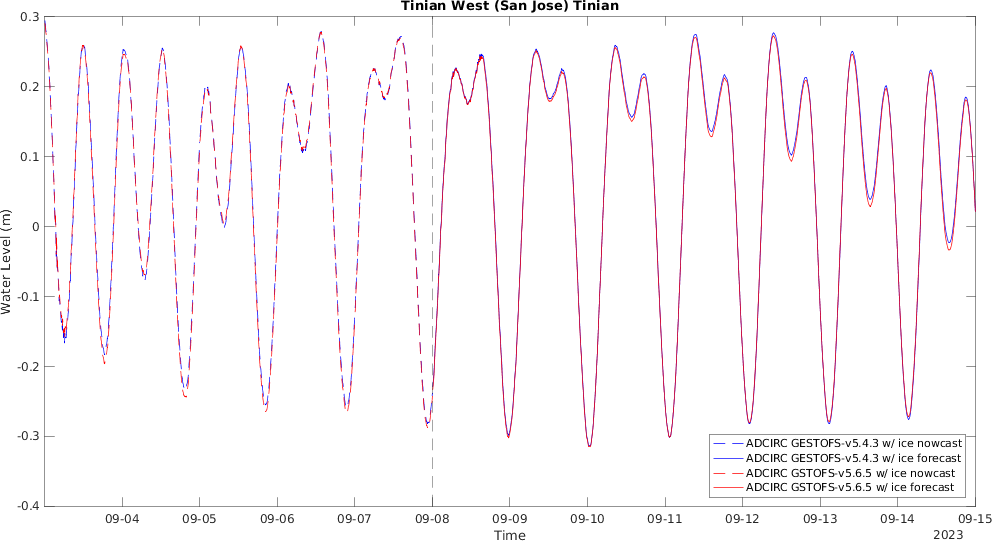 Tinian West (San Jose) Tinian
Water Level (m)
0.3
0.2
0.1
0
-0.1
-0.2
-0.3
-0.4
ADCIRC GESTOFS-v5.4.3 w/ ice nowcast
ADCIRC GESTOFS-v5.4.3 w/ ice forecast
ADCIRC GSTOFS-v5.6.5 w/ ice nowcast
ADCIRC GSTOFS-v5.6.5 w/ ice forecast
09-04 09-05 09-06 09-07 09-08 09-09 09-10 09-11 09-12 09-13 09-14 09-15
Time
2023